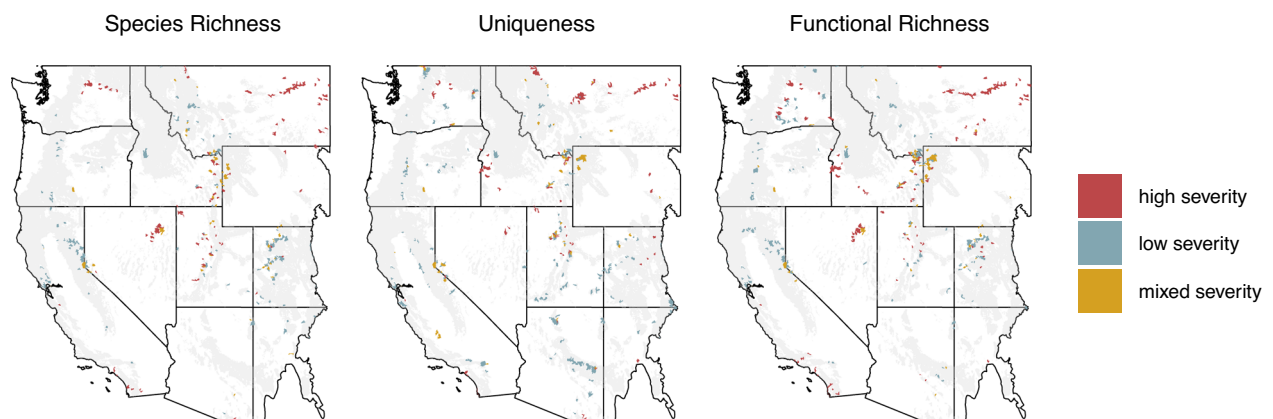 Species Richness
Uniqueness
Functional Richness
high severity
low severity
mixed severity